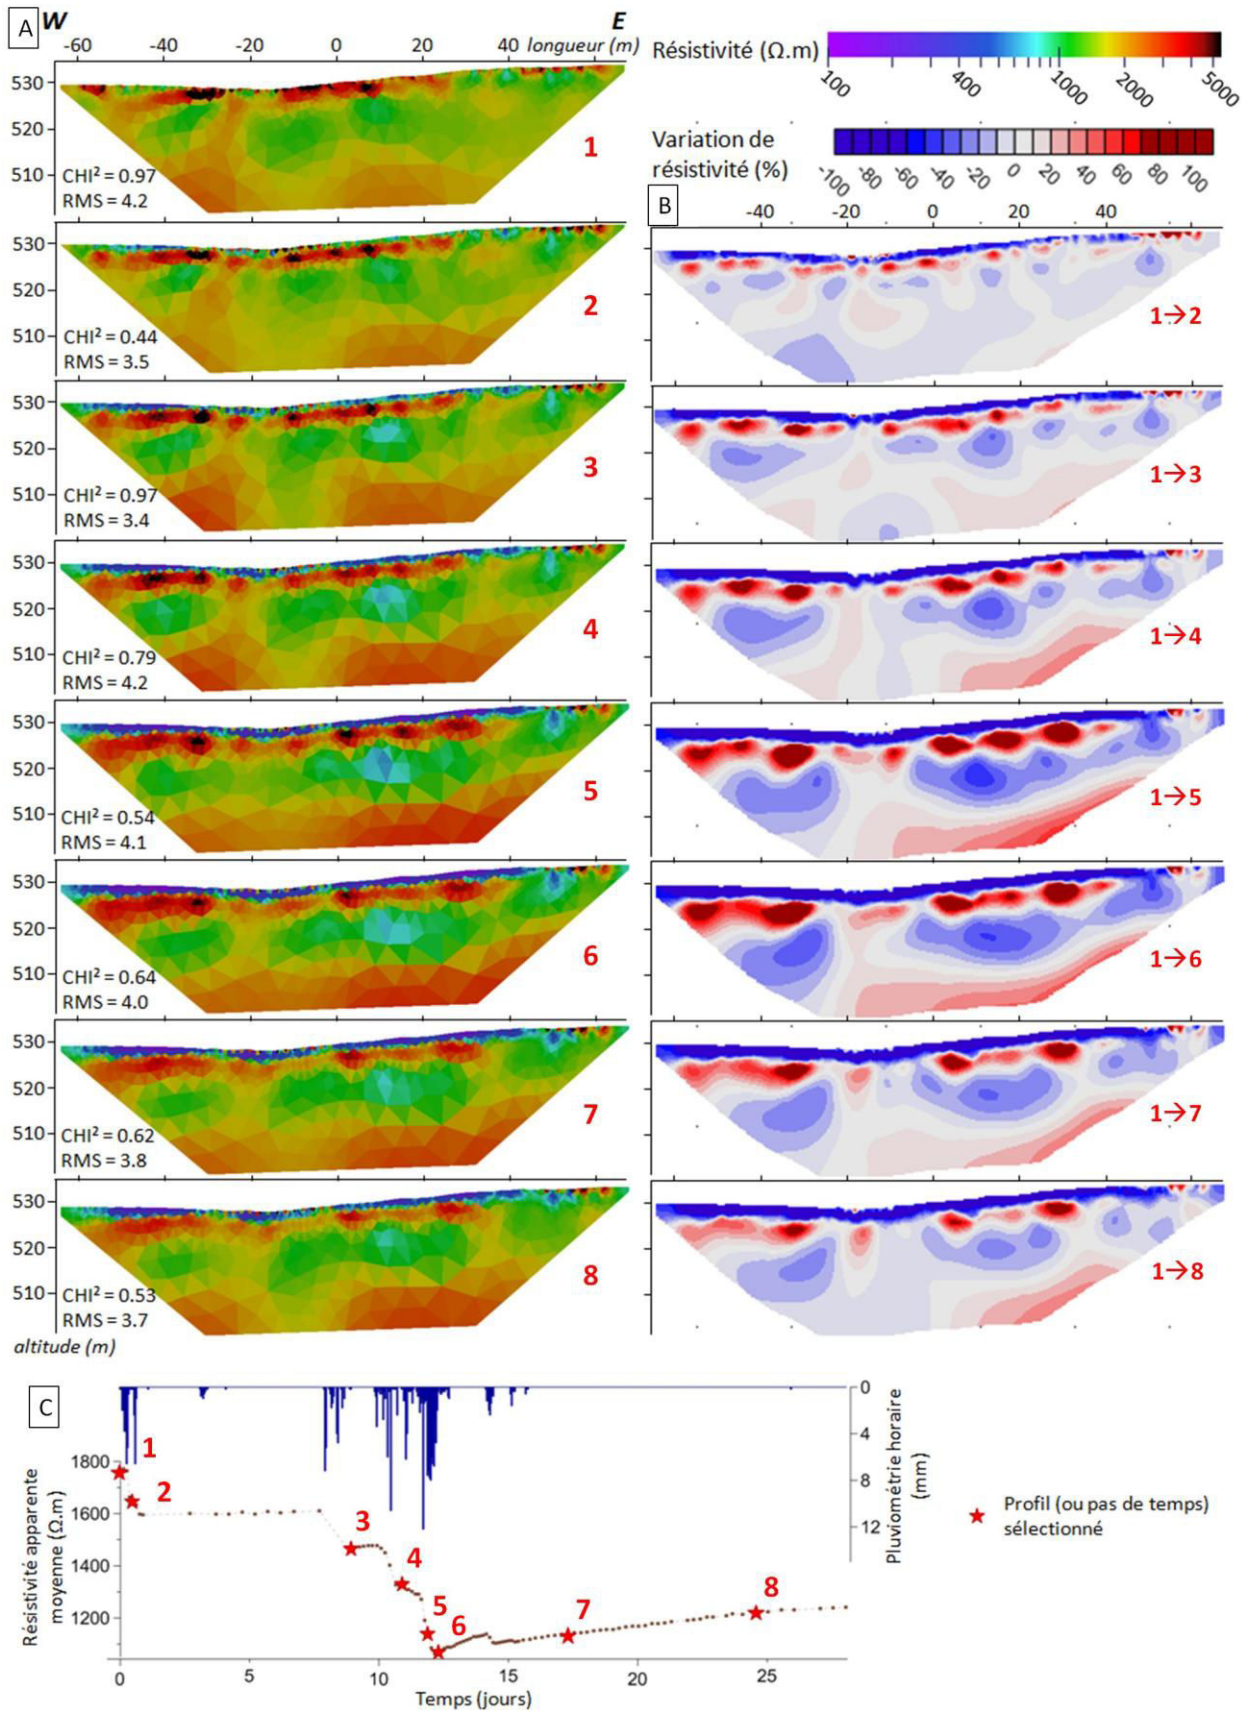 A W E
-60 -40 -20 0 20 40 longueur (m)
Résistivité (Ω.m)
100 400 1000 2000 5000
Variation de
résistivité (%)
-100 -80 -60 -40 -20 0 20 40 60 80 100
B
-40 -20 0 20 40
530
520
510
CHI² = 0.97
RMS = 4.2
1
530
520
510
CHI² = 0.44
RMS = 3.5
2
1→2
530
520
510
CHI² = 0.97
RMS = 3.4
3
1→3
530
520
510
CHI² = 0.79
RMS = 4.2
4
1→4
530
520
510
CHI² = 0.54
RMS = 4.1
5
1→5
530
520
510
CHI² = 0.64
RMS = 4.0
6
1→6
530
520
510
CHI² = 0.62
RMS = 3.8
7
1→7
530
520
510
CHI² = 0.53
RMS = 3.7
8
1→8
altitude (m)
C
Résistivité apparente
moyenne (Ω.m)
1800
1600
1400
1200
1
2
3
4
5
6
7
8
0
4
8
12
Pluviométrie horaire
(mm)
0 5 10 15 20 25
Temps (jours)
Profil (ou pas de temps)
sélectionné